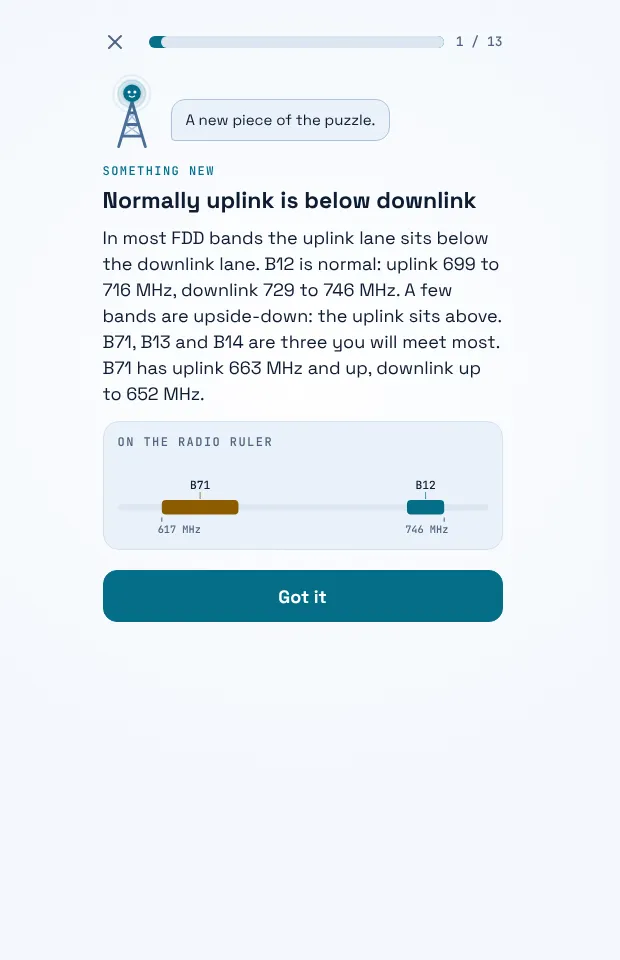 1 / 13
A new piece of the puzzle.
SOMETHING NEW
Normally uplink is below downlink
In most FDD bands the uplink lane sits below
the downlink lane. B12 is normal: uplink 699 to
716 MHz, downlink 729 to 746 MHz. A few
bands are upside-down: the uplink sits above.
B71, B13 and B14 are three you will meet most.
B71 has uplink 663 MHz and up, downlink up
to 652 MHz.
ON THE RADIO RULER
B71 B12
617 MHz 746 MHz
Got it